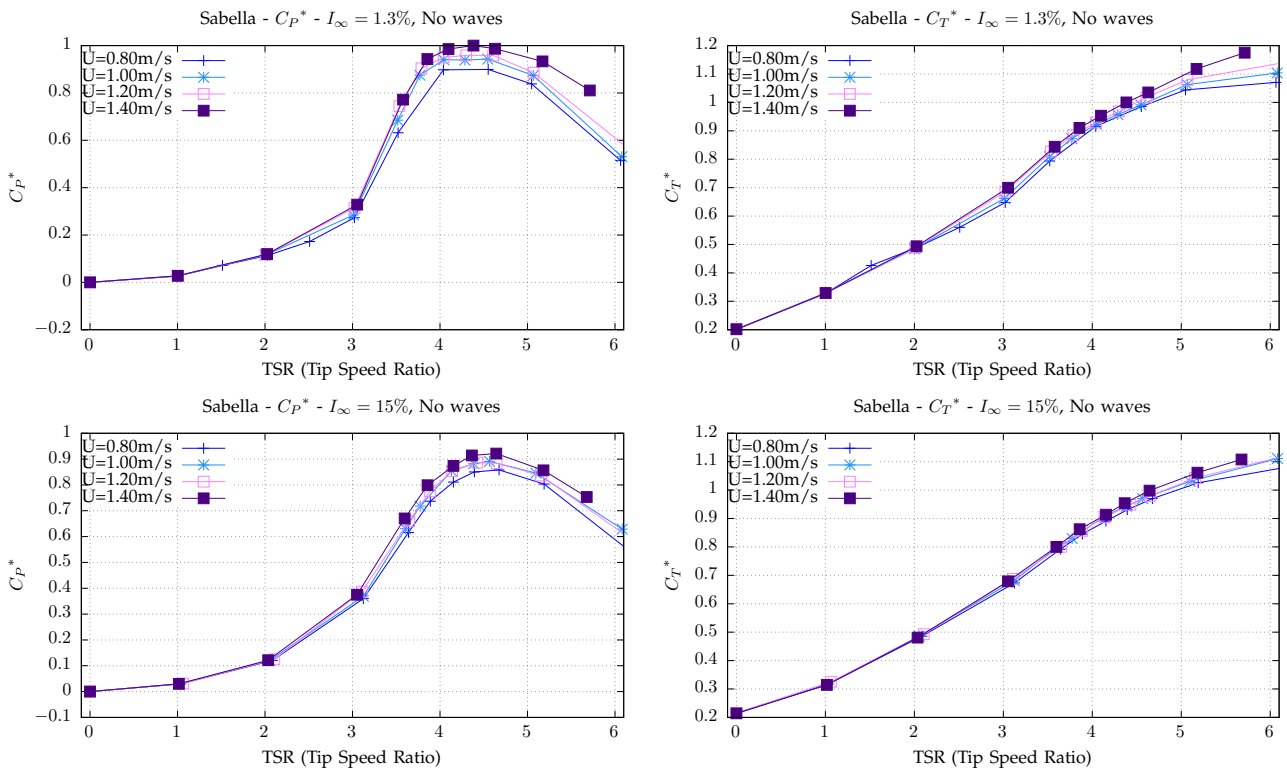 Sabella - C_P* - I_∞ = 1.3%, No waves
1
0.8
0.6
0.4
0.2
0
−0.2
C_P*
U=0.80m/s
U=1.00m/s
U=1.20m/s
U=1.40m/s
0 1 2 3 4 5 6
TSR (Tip Speed Ratio)
Sabella - C_T* - I_∞ = 1.3%, No waves
1.2
1.1
1
0.9
0.8
0.7
0.6
0.5
0.4
0.3
0.2
C_T*
U=0.80m/s
U=1.00m/s
U=1.20m/s
U=1.40m/s
0 1 2 3 4 5 6
TSR (Tip Speed Ratio)
Sabella - C_P* - I_∞ = 15%, No waves
1
0.9
0.8
0.7
0.6
0.5
0.4
0.3
0.2
0.1
0
−0.1
C_P*
U=0.80m/s
U=1.00m/s
U=1.20m/s
U=1.40m/s
0 1 2 3 4 5 6
TSR (Tip Speed Ratio)
Sabella - C_T* - I_∞ = 15%, No waves
1.2
1.1
1
0.9
0.8
0.7
0.6
0.5
0.4
0.3
0.2
C_T*
U=0.80m/s
U=1.00m/s
U=1.20m/s
U=1.40m/s
0 1 2 3 4 5 6
TSR (Tip Speed Ratio)